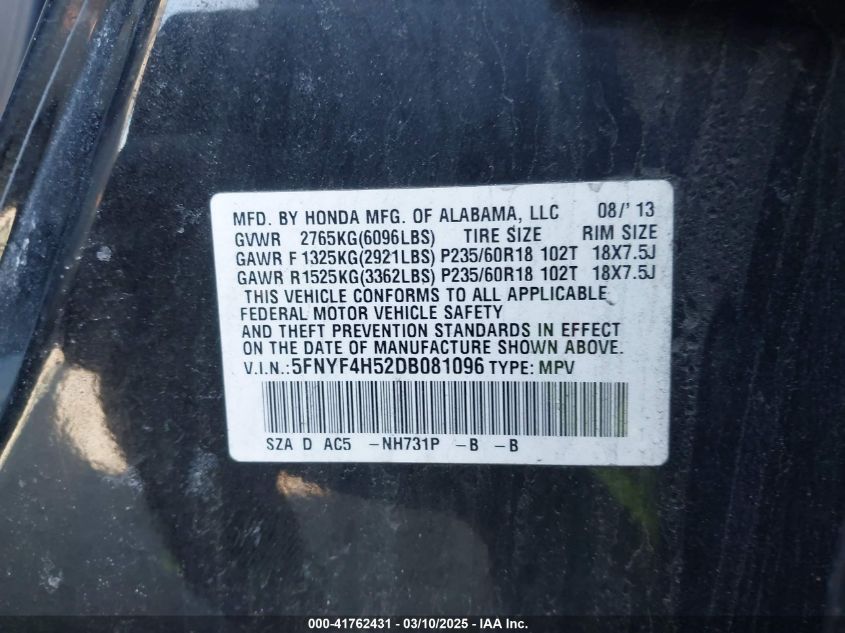 MFD. BY HONDA MFG. OF ALABAMA, LLC 08/' 13
GVWR 2765KG(6096LBS) TIRE SIZE RIM SIZE
GAWR F 1325KG(2921LBS) P235/60R18 102T 18X7.5J
GAWR R1525KG(3362LBS) P235/60R18 102T 18X7.5J
THIS VEHICLE CONFORMS TO ALL APPLICABLE
FEDERAL MOTOR VEHICLE SAFETY
AND THEFT PREVENTION STANDARDS IN EFFECT
ON THE DATE OF MANUFACTURE SHOWN ABOVE.
V.I.N.:5FNYF4H52DB081096 TYPE: MPV
SZA D AC5 -NH731P -B -B
000-41762431 - 03/10/2025 - IAA Inc.